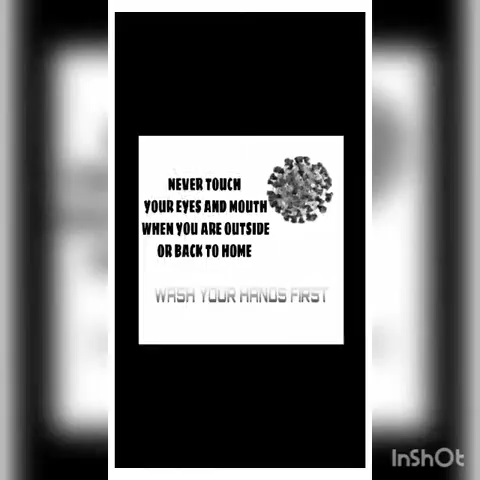 NEVER TOUCH
YOUR EYES AND MOUTH
WHEN YOU ARE OUTSIDE
OR BACK TO HOME
WASH YOUR HANDS FIRST
InShOt